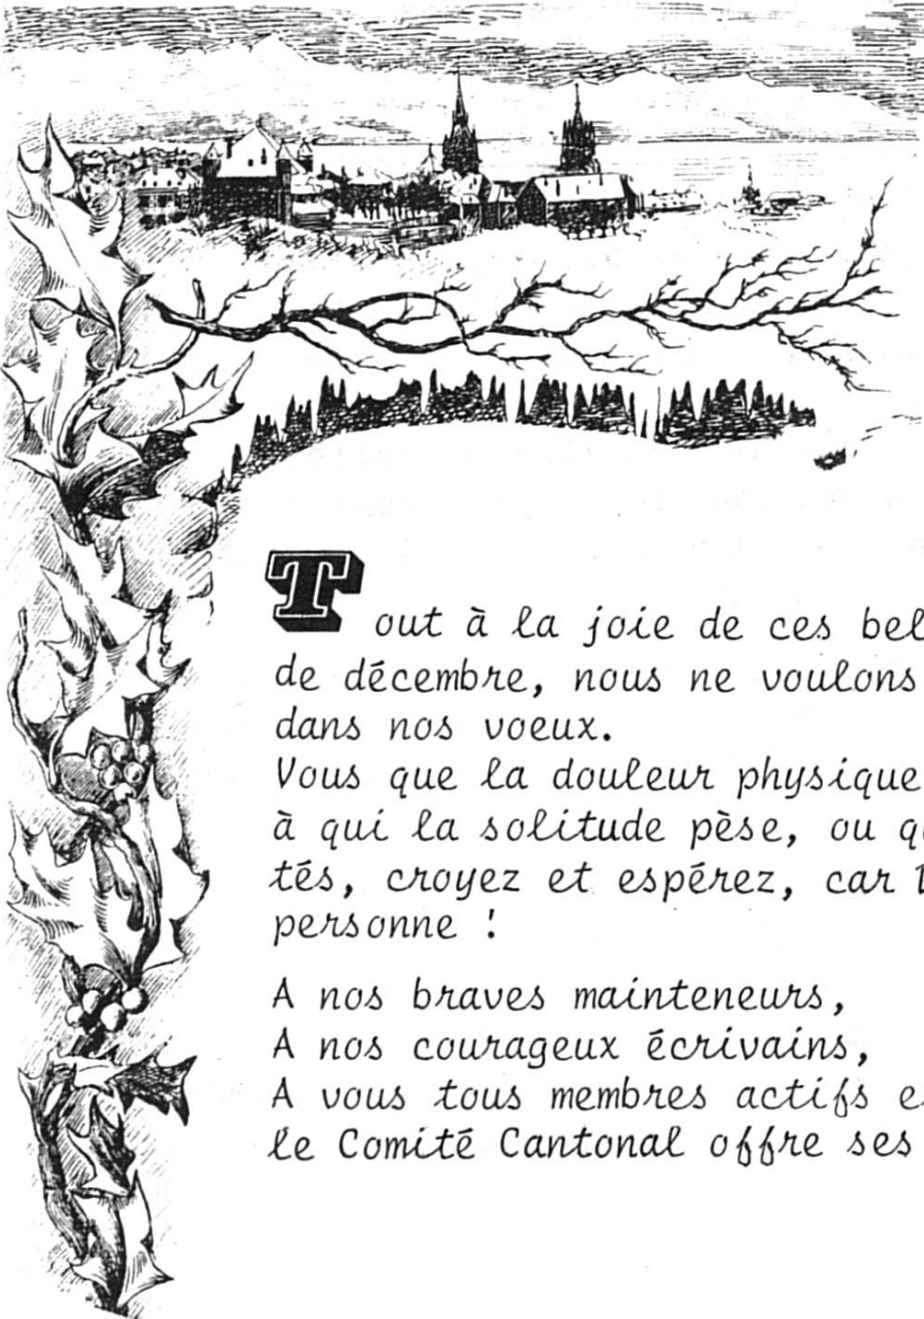 Tout à la joie de ces bel
de décembre, nous ne voulons
dans nos voeux.
Vous que la douleur physique
à qui la solitude pèse, ou q
tés, croyez et espérez, car
personne !
A nos braves mainteneurs,
A nos courageux écrivains,
A vous tous membres actifs e
le Comité Cantonal offre ses